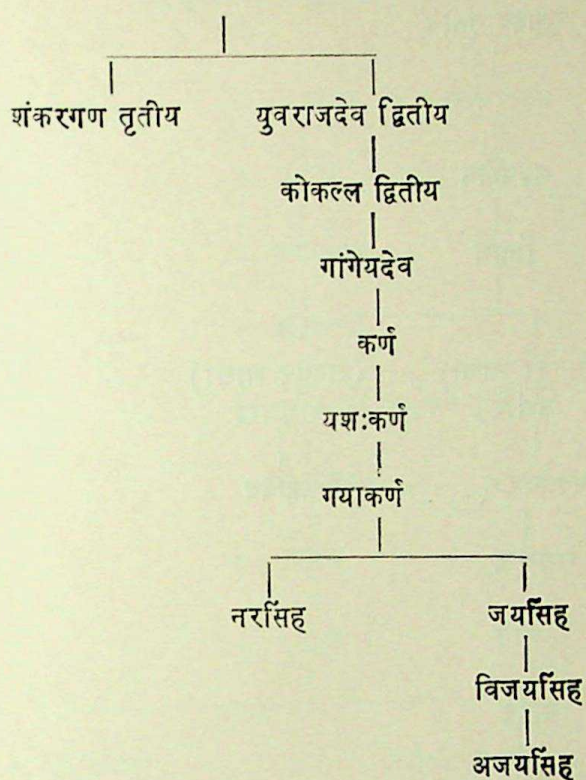 शंकरगण तृतीय युवराजदेव द्वितीय
कोकल्ल द्वितीय
गांगेयदेव
कर्ण
यश:कर्ण
गयाकर्ण
नरसिंह जयसिंह
विजयसिंह
अजयसिंह